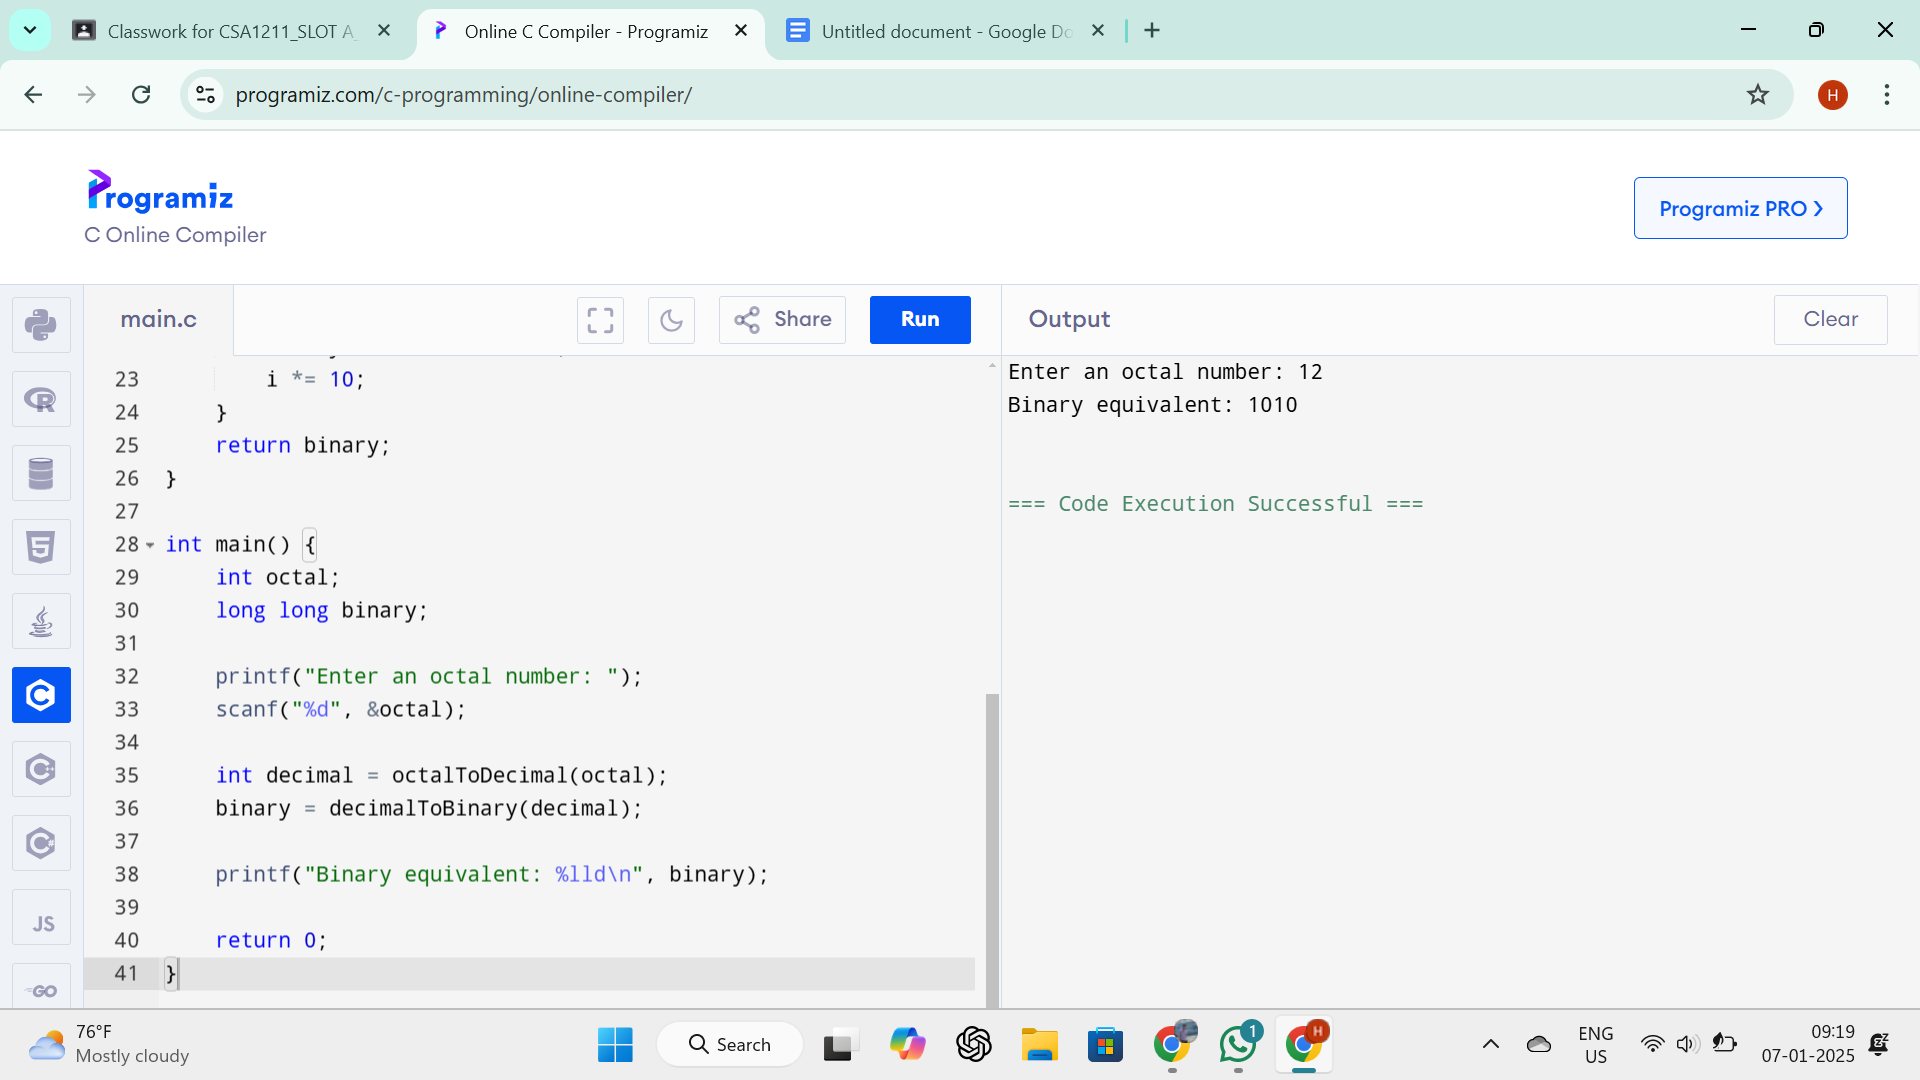 Classwork for CSA1211_SLOT A_
Online C Compiler - Programiz
Untitled document - Google Do
programiz.com/c-programming/online-compiler/
H
Programiz
C Online Compiler
Programiz PRO ›
main.c
Share
Run
Output
Clear
23 i *= 10;
24 }
25 return binary;
26 }
27
28 int main() {
29 int octal;
30 long long binary;
31
32 printf("Enter an octal number: ");
33 scanf("%d", &octal);
34
35 int decimal = octalToDecimal(octal);
36 binary = decimalToBinary(decimal);
37
38 printf("Binary equivalent: %lld\n", binary);
39
40 return 0;
41 }
Enter an octal number: 12
Binary equivalent: 1010
=== Code Execution Successful ===
JS
GO
76°F
Mostly cloudy
Search
1
H
ENG
US
09:19
07-01-2025